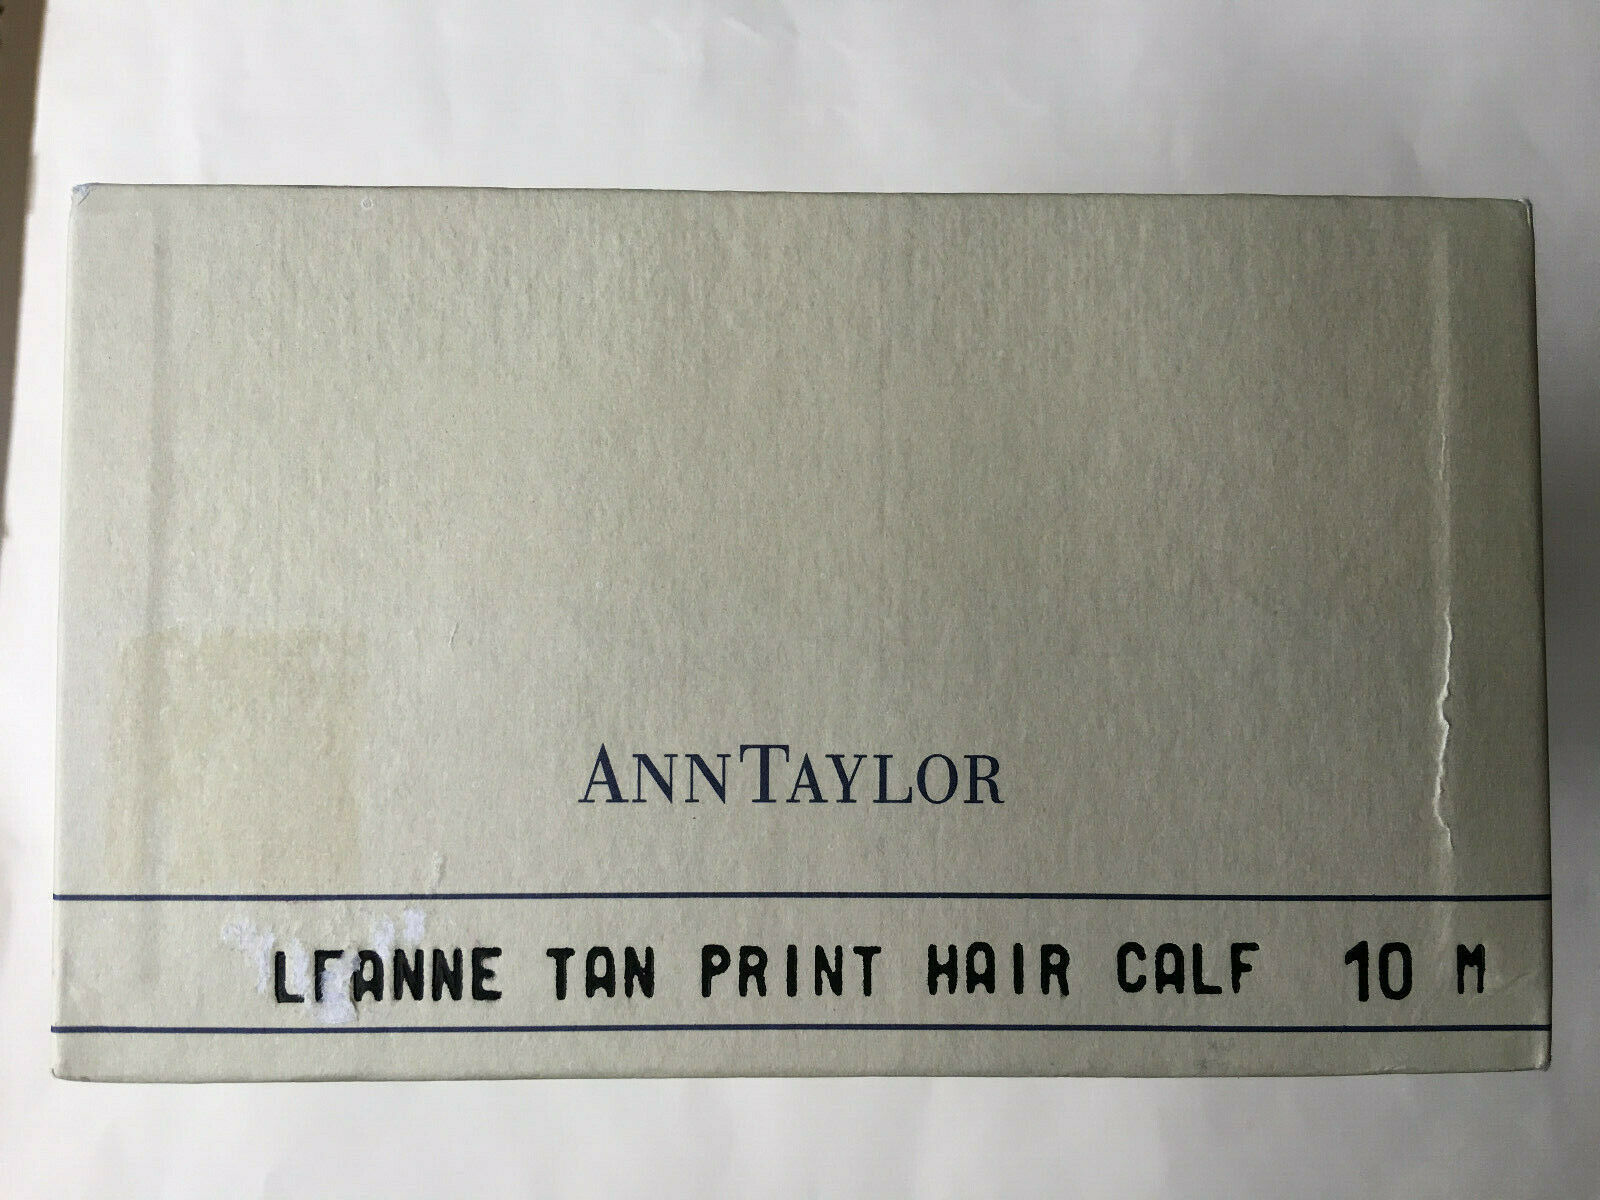 ANNTAYLOR
LEANNE TAN PRINT HAIR CALF 10 M